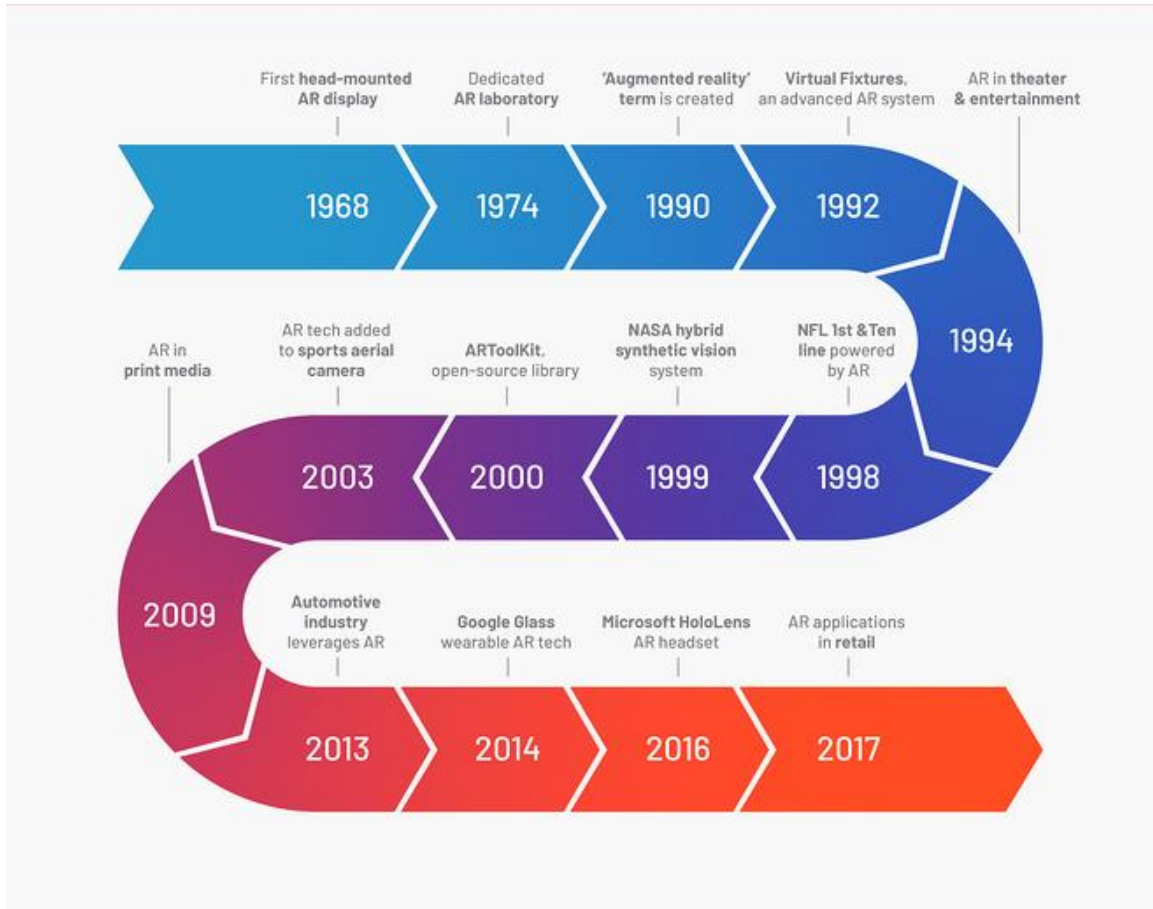 First head-mounted
AR display
Dedicated
AR laboratory
'Augmented reality'
term is created
Virtual Fixtures,
an advanced AR system
AR in theater
& entertainment
1968
1974
1990
1992
1994
NFL 1st &Ten
line powered
by AR
NASA hybrid
synthetic vision
system
ARToolKit,
open-source library
AR tech added
to sports aerial
camera
AR in
print media
1998
1999
2000
2003
2009
Automotive
industry
leverages AR
Google Glass
wearable AR tech
Microsoft HoloLens
AR headset
AR applications
in retail
2013
2014
2016
2017